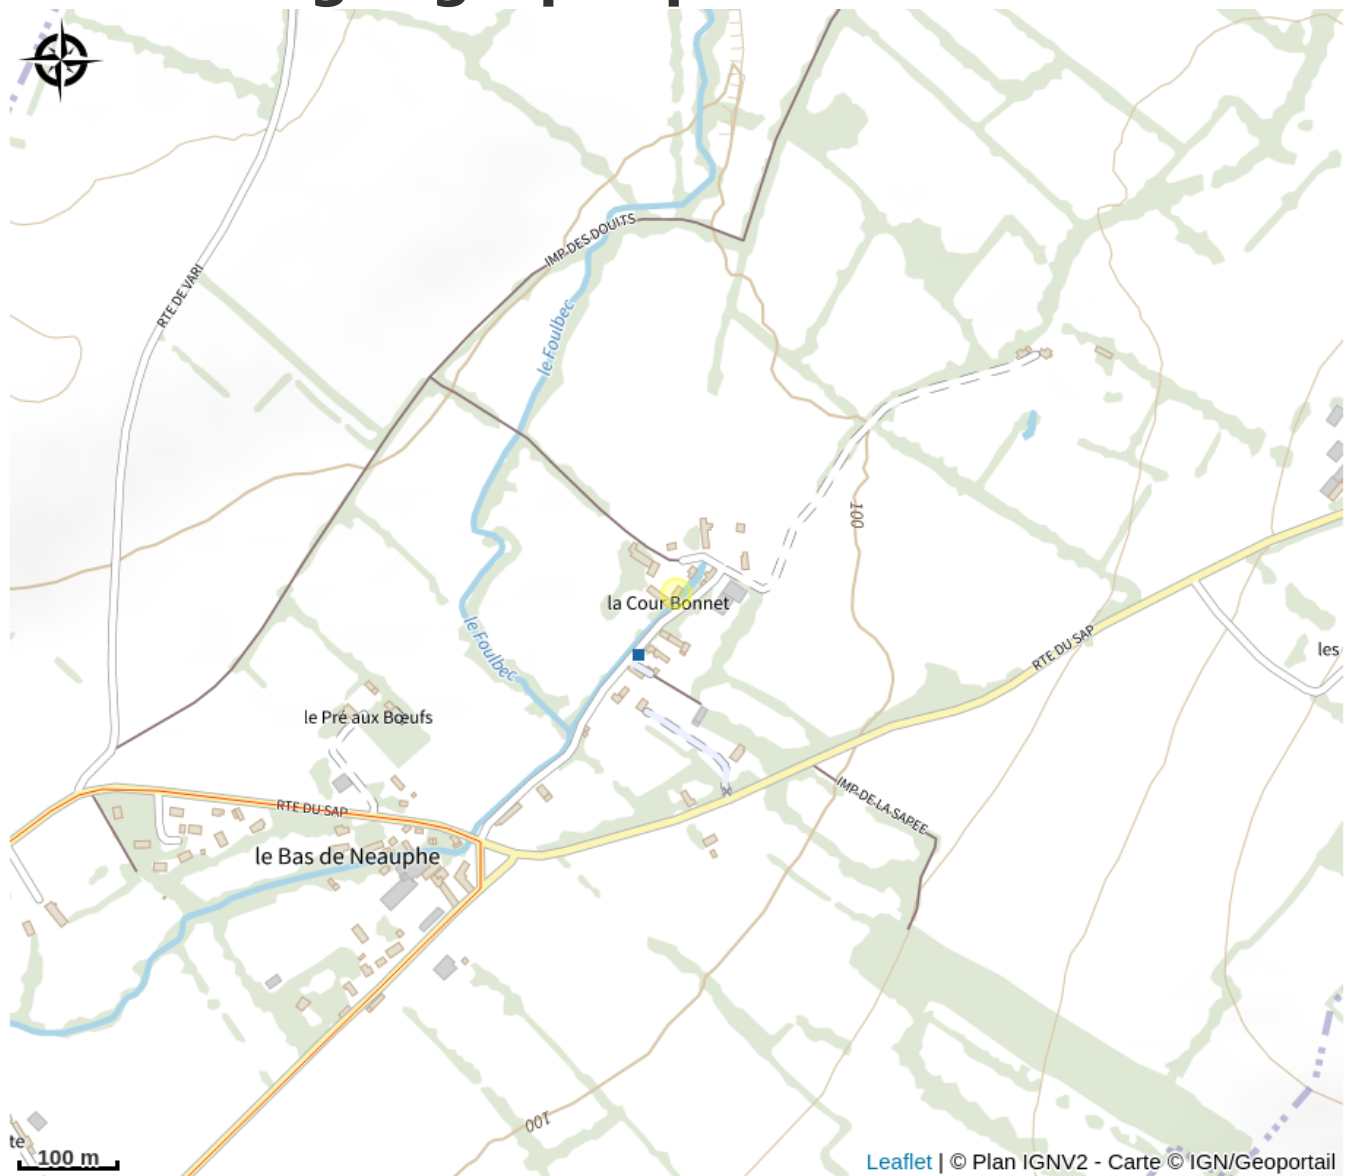 RTE DE VARI
IMP DES DOUITS
le Foulbec
100
la Cour Bonnet
le Foulbec
RTE DU SAP
les
le Pré aux Bœufs
RTE DU SAP
IMP DE LA SAPEE
le Bas de Neauphe
100
te
100 m
Leaflet | © Plan IGNV2 - Carte © IGN/Geoportail